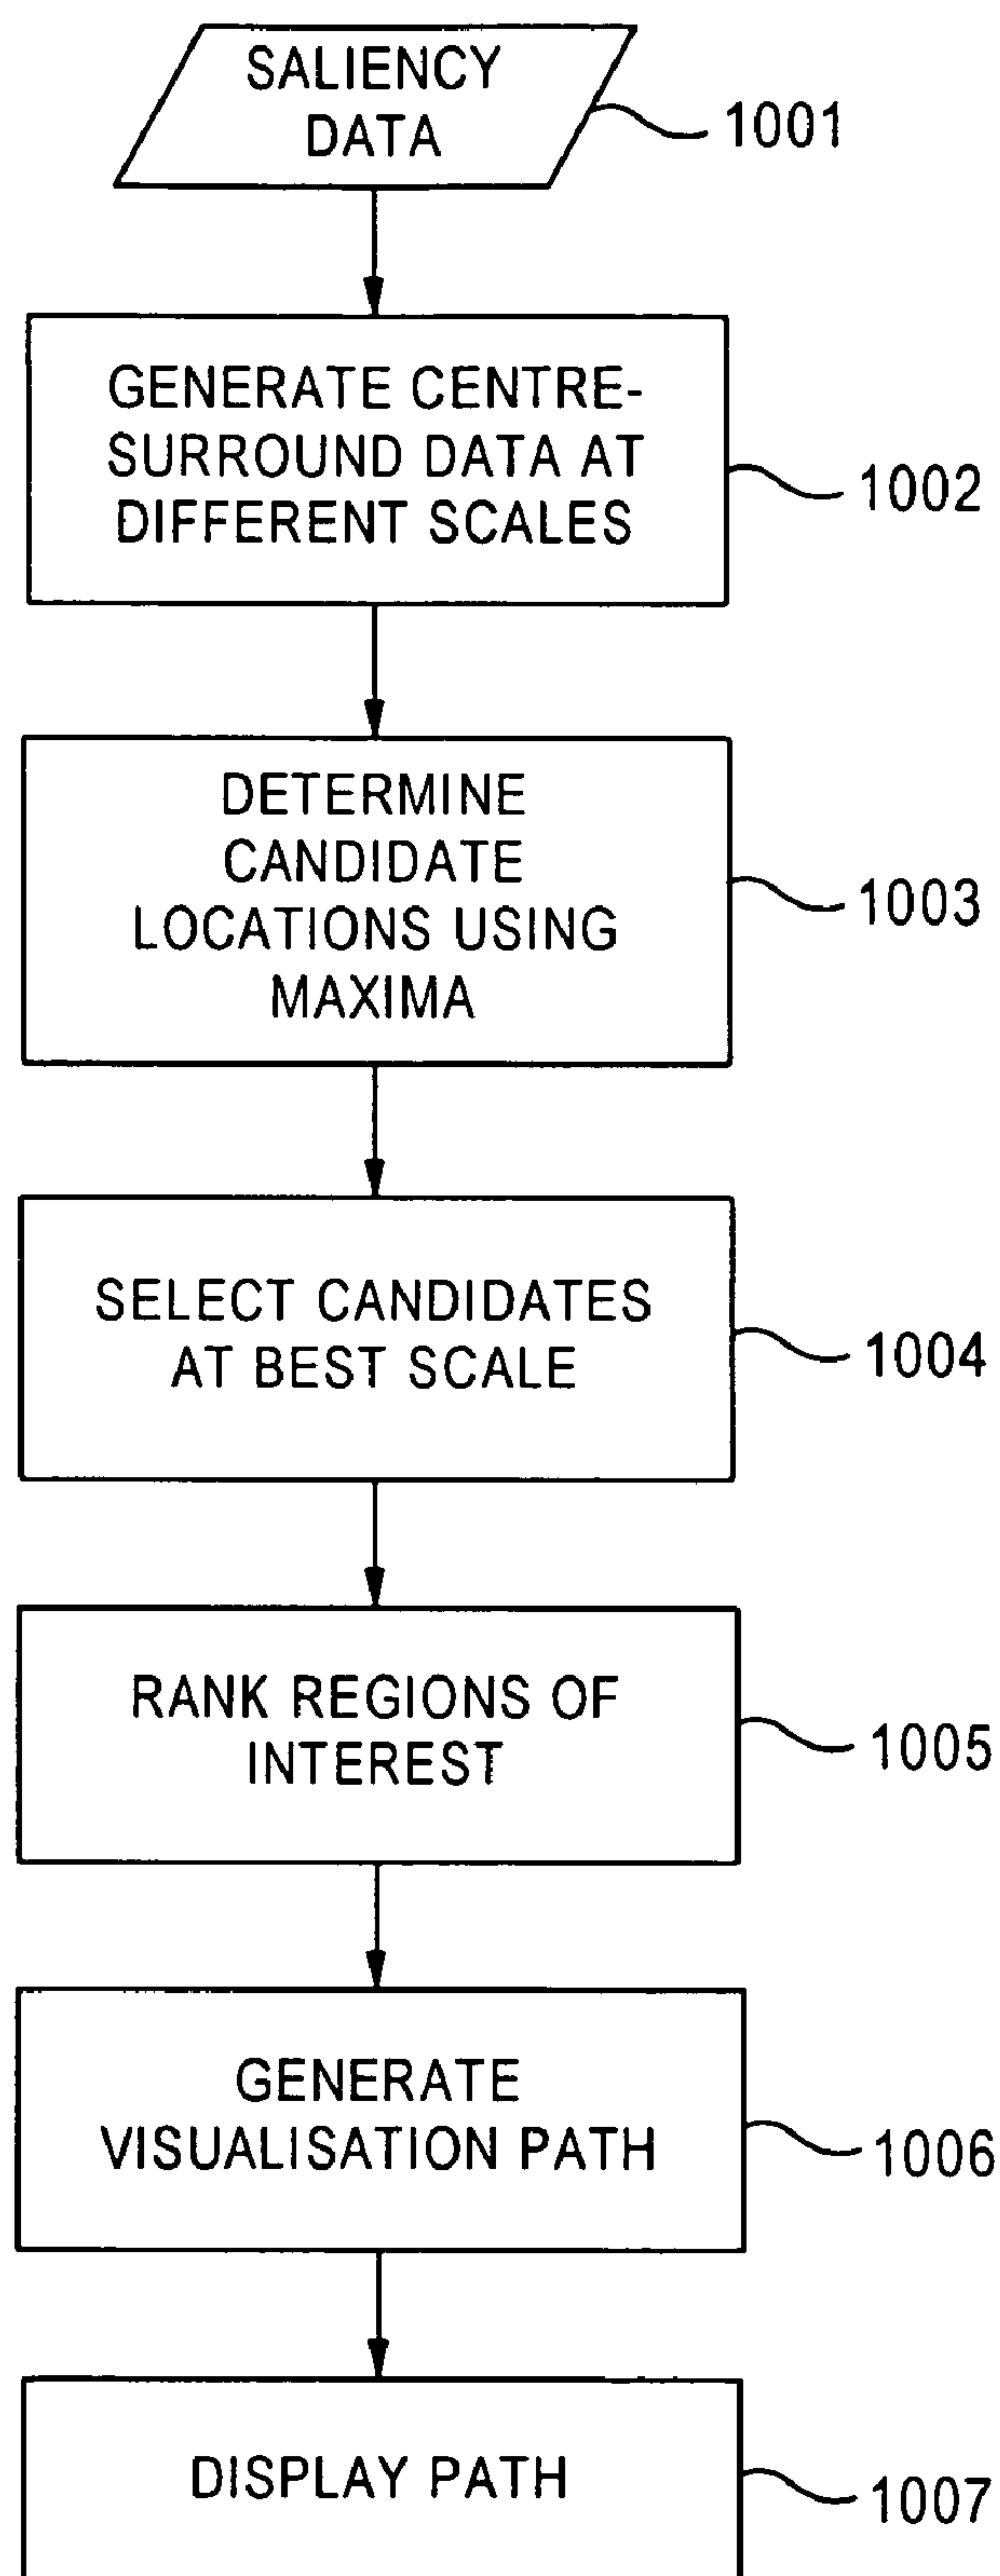 SALIENCY
DATA
1001
GENERATE CENTRE-
SURROUND DATA AT
DIFFERENT SCALES
1002
DETERMINE
CANDIDATE
LOCATIONS USING
MAXIMA
1003
SELECT CANDIDATES
AT BEST SCALE
1004
RANK REGIONS OF
INTEREST
1005
GENERATE
VISUALISATION PATH
1006
DISPLAY PATH
1007